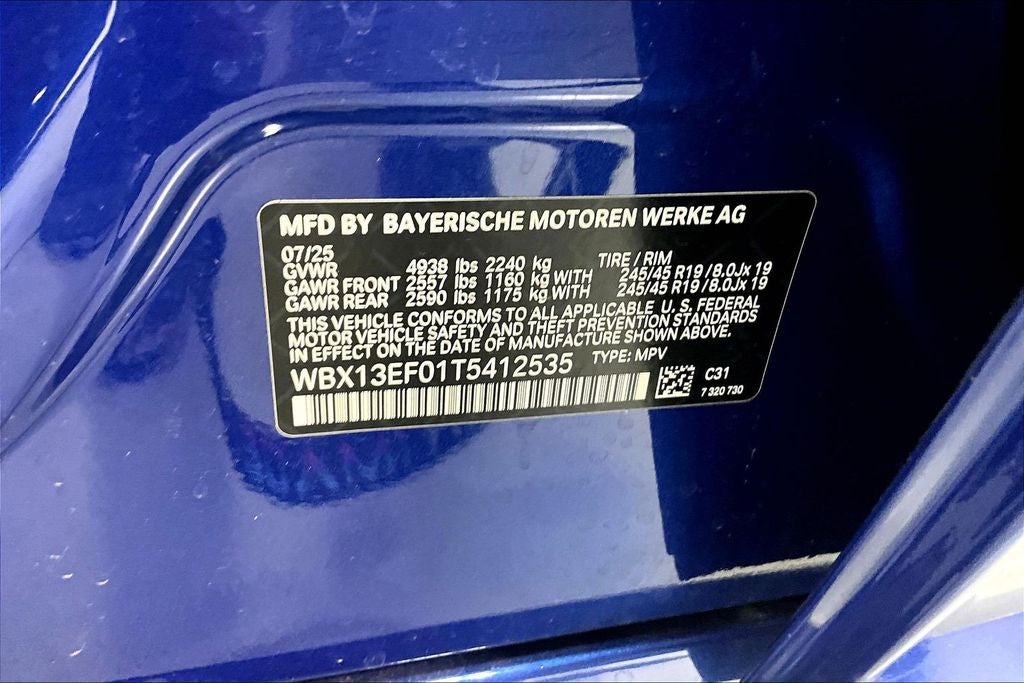 MFD BY BAYERISCHE MOTOREN WERKE AG
07/25
GVWR 4938 lbs 2240 kg TIRE / RIM
GAWR FRONT 2557 lbs 1160 kg WITH 245/45 R19 / 8.0Jx 19
GAWR REAR 2590 lbs 1175 kg WITH 245/45 R19 / 8.0Jx 19
THIS VEHICLE CONFORMS TO ALL APPLICABLE U. S. FEDERAL
MOTOR VEHICLE SAFETY AND THEFT PREVENTION STANDARDS
IN EFFECT ON THE DATE OF MANUFACTURE SHOWN ABOVE.
WBX13EF01T5412535 TYPE: MPV
C31
7 320 730